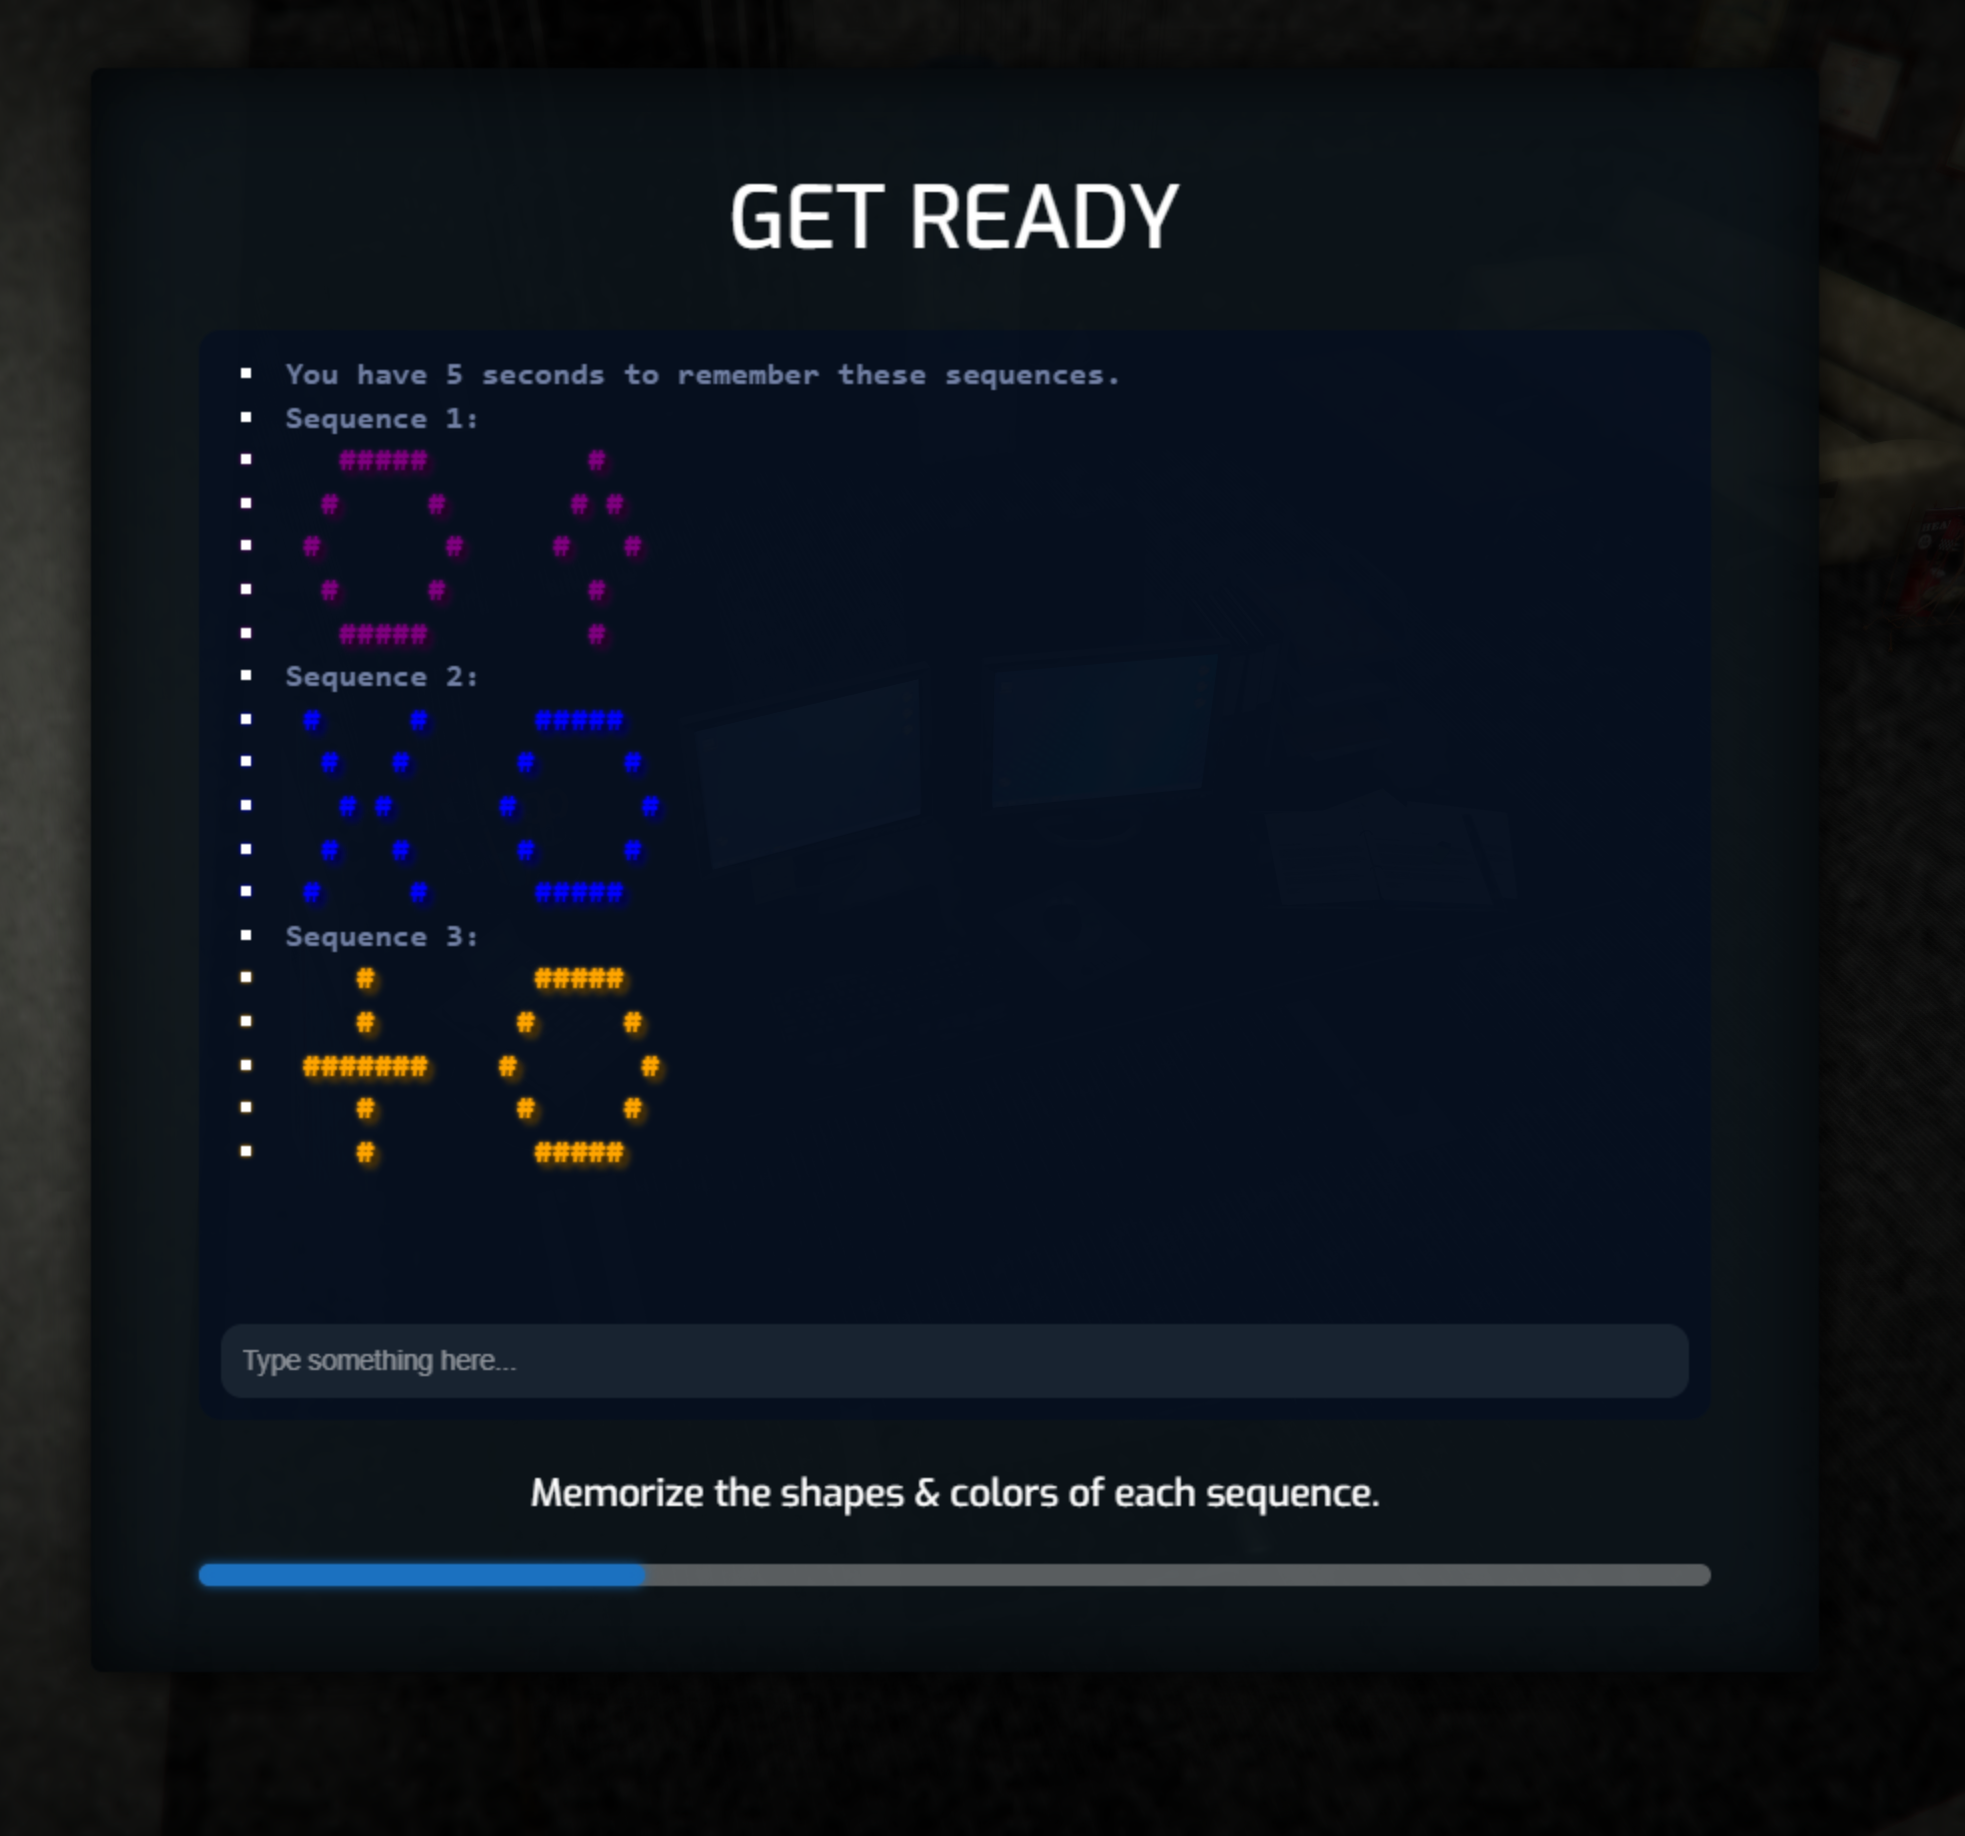 GET READY
You have 5 seconds to remember these sequences.
Sequence 1:
   #####         #
  #     #       # #
 #       #     #   #
  #     #        #
   #####         #
Sequence 2:
 #     #      #####
  #   #      #     #
   # #      #       #
  #   #      #     #
 #     #      #####
Sequence 3:
    #         #####
    #        #     #
 #######    #       #
    #        #     #
    #         #####
Type something here...
Memorize the shapes & colors of each sequence.